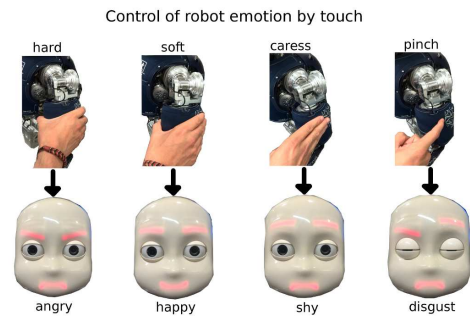 Control of robot emotion by touch
hard soft caress pinch
angry happy shy disgust